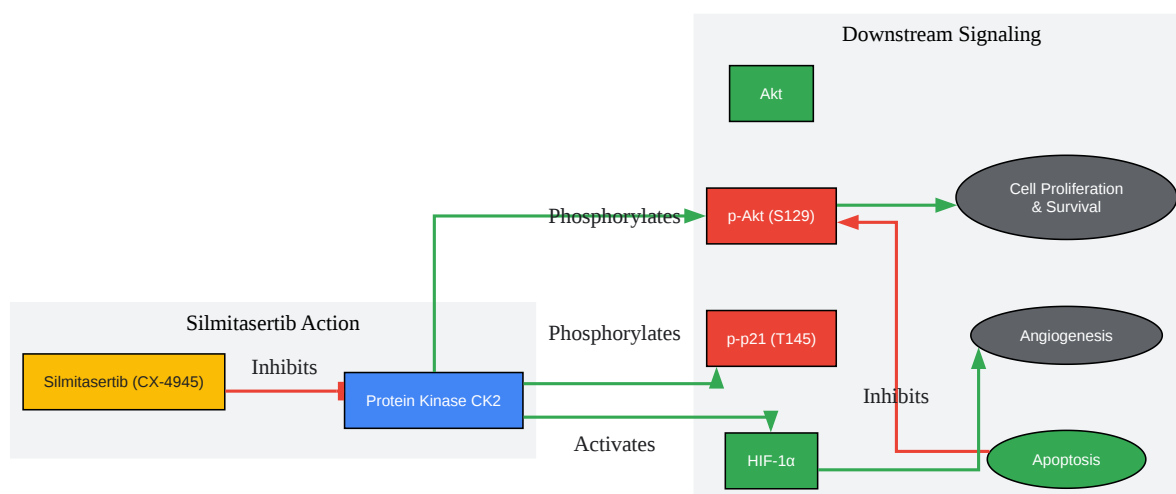 Downstream Signaling
Akt
Cell Proliferation
& Survival
Phosphorylates
p-Akt (S129)
Silmitasertib Action
Phosphorylates
p-p21 (T145)
Angiogenesis
Inhibits
Silmitasertib (CX-4945)
Protein Kinase CK2
Inhibits
Activates
HIF-1α
Apoptosis